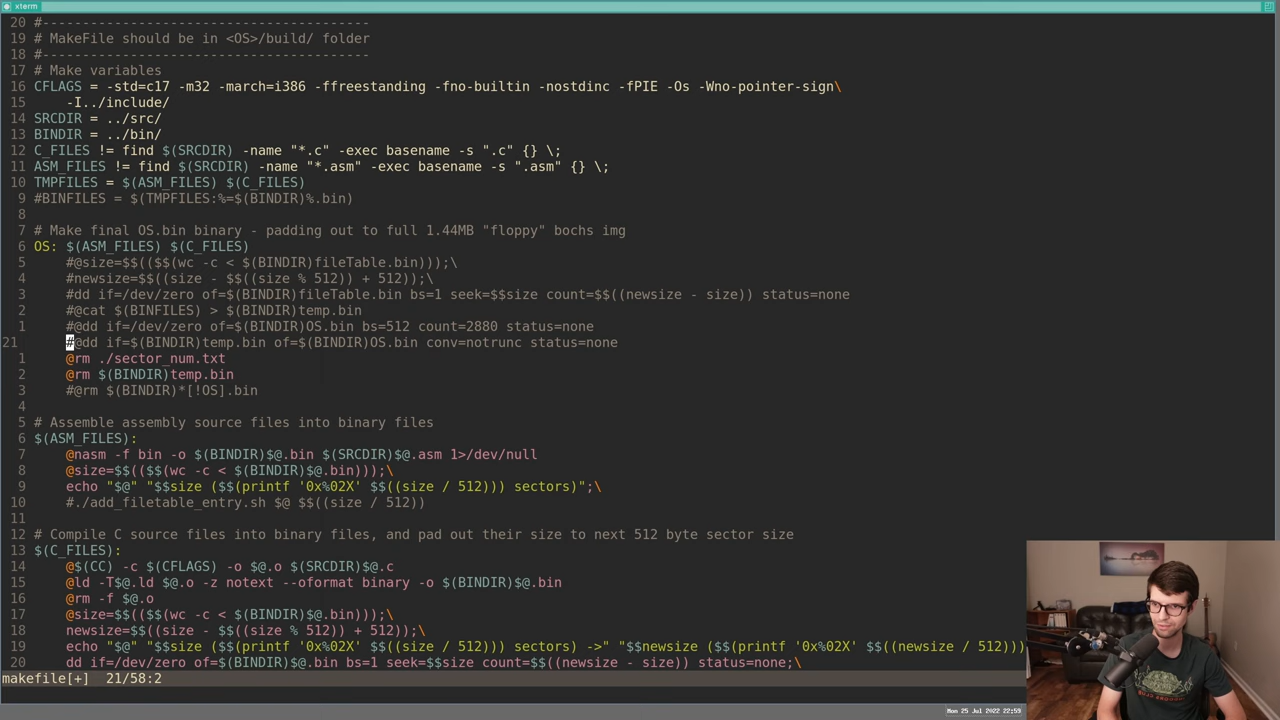 xterm
20 #-----------------------------------------
19 # MakeFile should be in <OS>/build/ folder
18 #-----------------------------------------
17 # Make variables
16 CFLAGS = -std=c17 -m32 -march=i386 -ffreestanding -fno-builtin -nostdinc -fPIE -Os -Wno-pointer-sign\
15     -I../include/
14 SRCDIR = ../src/
13 BINDIR = ../bin/
12 C_FILES != find $(SRCDIR) -name "*.c" -exec basename -s ".c" {} \;
11 ASM_FILES != find $(SRCDIR) -name "*.asm" -exec basename -s ".asm" {} \;
10 TMPFILES = $(ASM_FILES) $(C_FILES)
9 #BINFILES = $(TMPFILES:%=$(BINDIR)%.bin)
8
7 # Make final OS.bin binary - padding out to full 1.44MB "floppy" bochs img
6 OS: $(ASM_FILES) $(C_FILES)
5     #@size=$$(($$(wc -c < $(BINDIR)fileTable.bin)));\
4     #newsize=$$((size - $$((size % 512)) + 512));\
3     #dd if=/dev/zero of=$(BINDIR)fileTable.bin bs=1 seek=$$size count=$$((newsize - size)) status=none
2     #@cat $(BINFILES) > $(BINDIR)temp.bin
1     #@dd if=/dev/zero of=$(BINDIR)OS.bin bs=512 count=2880 status=none
21     #@dd if=$(BINDIR)temp.bin of=$(BINDIR)OS.bin conv=notrunc status=none
1     @rm ./sector_num.txt
2     @rm $(BINDIR)temp.bin
3     #@rm $(BINDIR)*[!OS].bin
4
5 # Assemble assembly source files into binary files
6 $(ASM_FILES):
7     @nasm -f bin -o $(BINDIR)$@.bin $(SRCDIR)$@.asm 1>/dev/null
8     @size=$$(($$(wc -c < $(BINDIR)$@.bin)));\
9     echo "$@" "$$size ($$(printf '0x%02X' $$((size / 512))) sectors)";\
10     #./add_filetable_entry.sh $@ $$((size / 512))
11
12 # Compile C source files into binary files, and pad out their size to next 512 byte sector size
13 $(C_FILES):
14     @$(CC) -c $(CFLAGS) -o $@.o $(SRCDIR)$@.c
15     @ld -T$@.ld $@.o -z notext --oformat binary -o $(BINDIR)$@.bin
16     @rm -f $@.o
17     @size=$$(($$(wc -c < $(BINDIR)$@.bin)));\
18     newsize=$$((size - $$((size % 512)) + 512));\
19     echo "$@" "$$size ($$(printf '0x%02X' $$((size / 512))) sectors) ->" "$$newsize ($$(printf '0x%02X' $$((newsize / 512)))
20     dd if=/dev/zero of=$(BINDIR)$@.bin bs=1 seek=$$size count=$$((newsize - size)) status=none;\
makefile[+]  21/58:2
Mon 25 Jul 2022 22:59